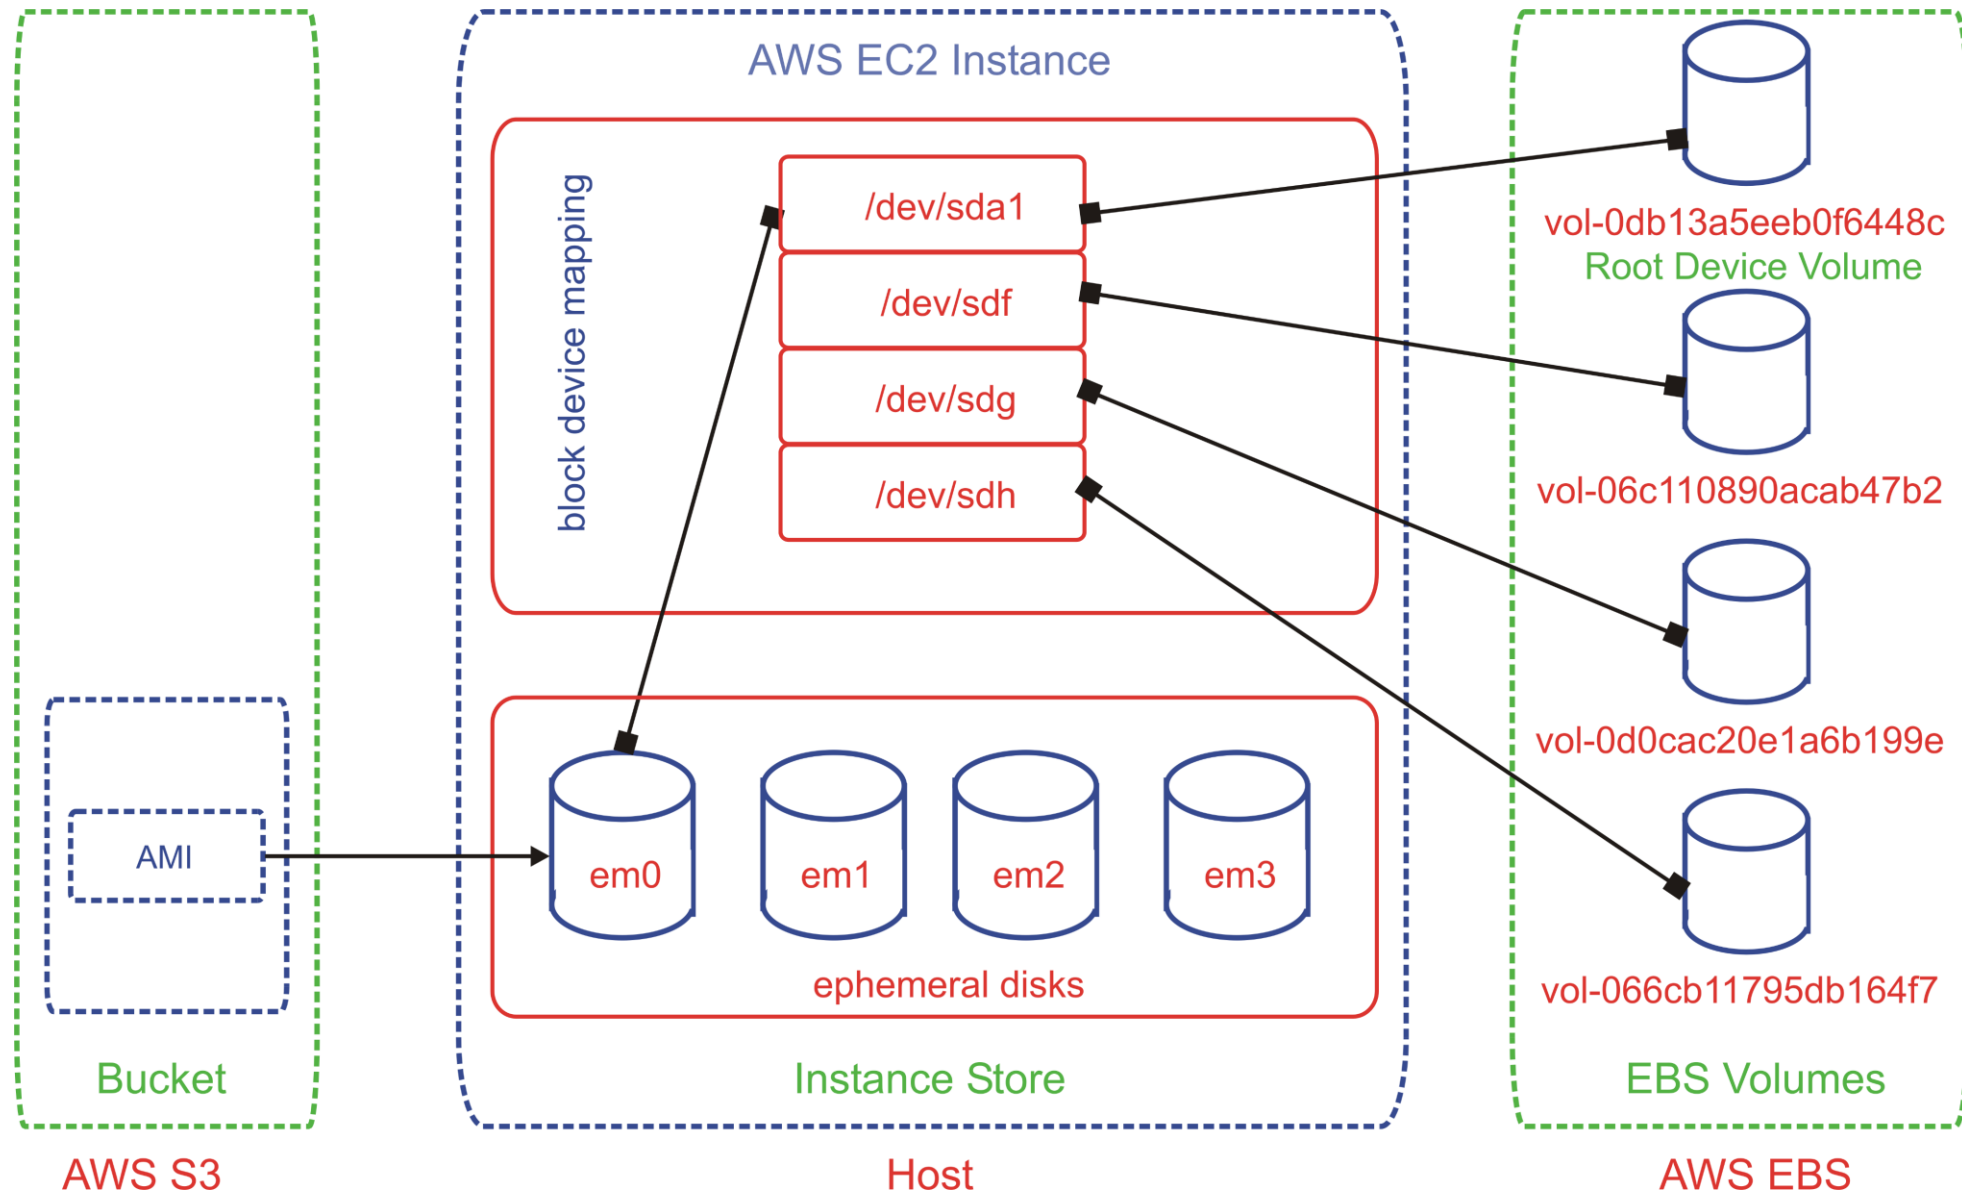 AWS EC2 Instance
block device mapping
/dev/sda1
/dev/sdf
/dev/sdg
/dev/sdh
vol-0db13a5eeb0f6448c
Root Device Volume
vol-06c110890acab47b2
vol-0d0cac20e1a6b199e
vol-066cb11795db164f7
AMI
em0
em1
em2
em3
ephemeral disks
Bucket
Instance Store
EBS Volumes
AWS S3
Host
AWS EBS